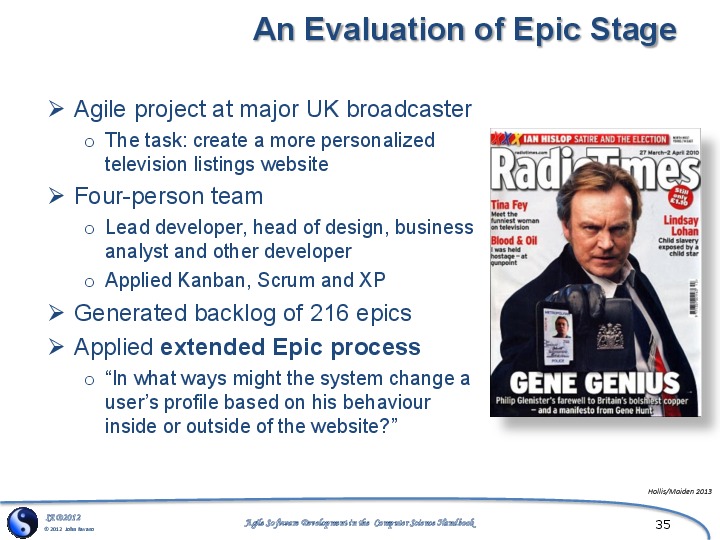 An Evaluation of Epic Stage
Agile project at major UK broadcaster
The task: create a more personalized
television listings website
Four-person team
Lead developer, head of design, business
analyst and other developer
Applied Kanban, Scrum and XP
Generated backlog of 216 epics
Applied extended Epic process
“In what ways might the system change a
user’s profile based on his behaviour
inside or outside of the website?”
IAN HISLOP SATIRE AND THE ELECTION
27 March–2 April 2010
RadioTimes
Tina Fey
Meet the
funniest woman
on television
Blood & Oil
I was held
hostage – at
gunpoint
Still
only
Lindsay
Lohan
Child slavery
exposed by a
child star
GENE GENIUS
Philip Glenister's farewell to Britain's bolshiest copper
– and a manifesto from Gene Hunt
Hollis/Maiden 2013
© 2012 John Favaro
Agile Software Development in the Computer Science Handbook
35